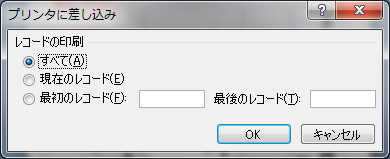 プリンタに差し込み
レコードの印刷
すべて(A)
現在のレコード(E)
最初のレコード(F): 最後のレコード(T):
OK キャンセル